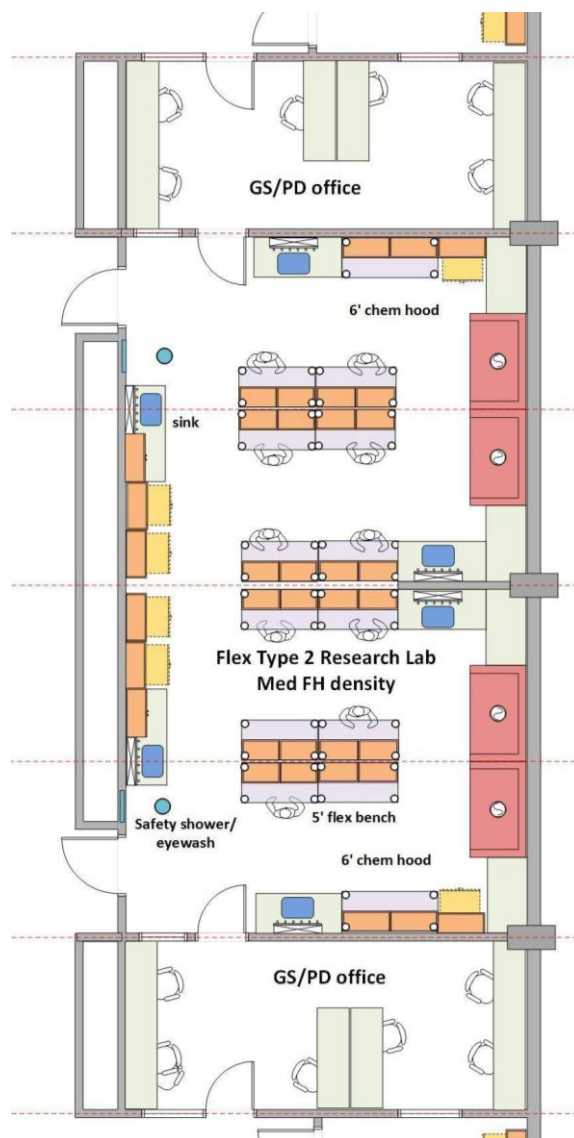 GS/PD office
6' chem hood
sink
Flex Type 2 Research Lab
Med FH density
Safety shower/
eyewash
5' flex bench
6' chem hood
GS/PD office